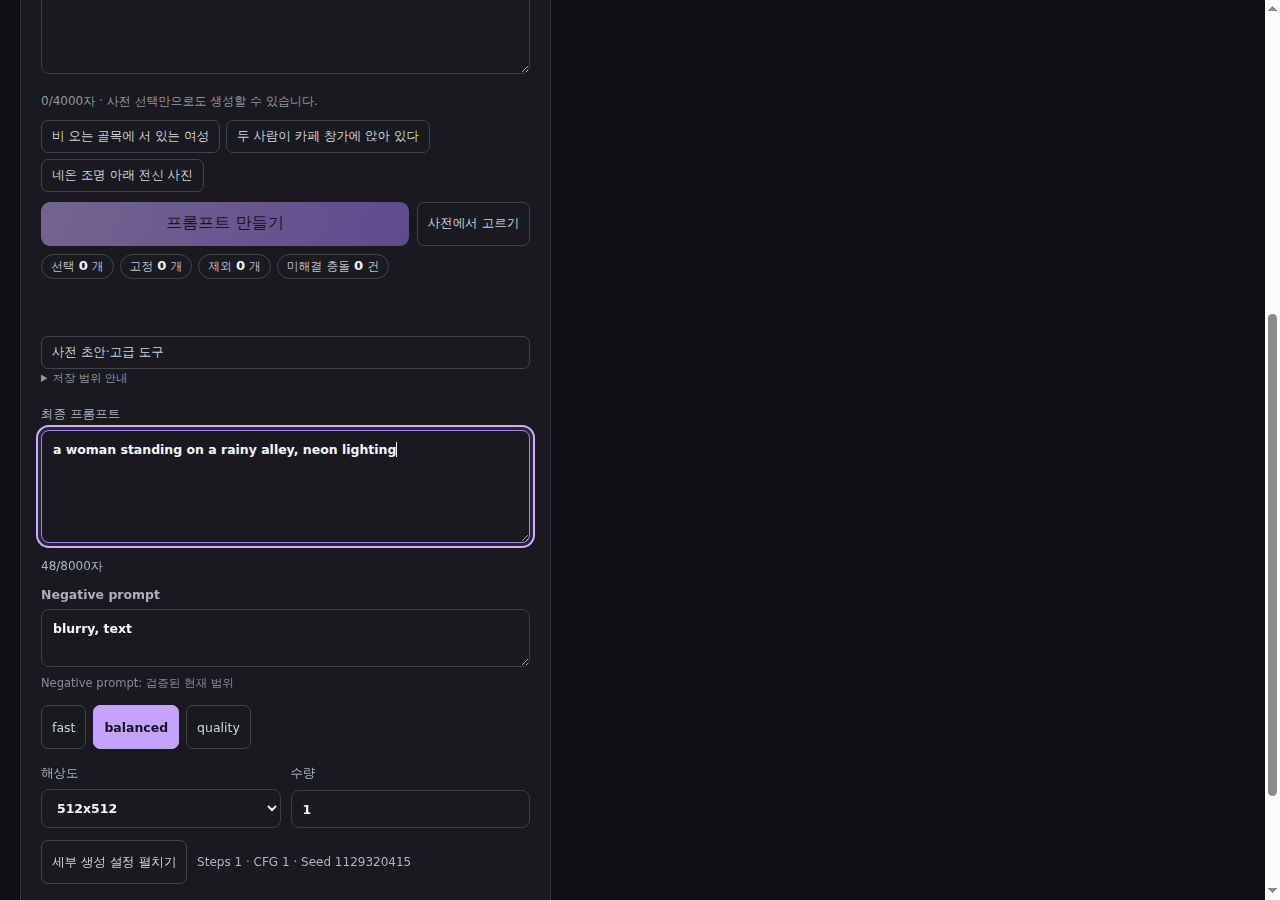 0/4000자 · 사전 선택만으로도 생성할 수 있습니다.
비 오는 골목에 서 있는 여성
두 사람이 카페 창가에 앉아 있다
네온 조명 아래 전신 사진
프롬프트 만들기
사전에서 고르기
선택 0 개
고정 0 개
제외 0 개
미해결 충돌 0 건
사전 초안·고급 도구
저장 범위 안내
최종 프롬프트
a woman standing on a rainy alley, neon lighting
48/8000자
Negative prompt
blurry, text
Negative prompt: 검증된 현재 범위
fast
balanced
quality
해상도
수량
512x512
1
세부 생성 설정 펼치기
Steps 1 · CFG 1 · Seed 1129320415